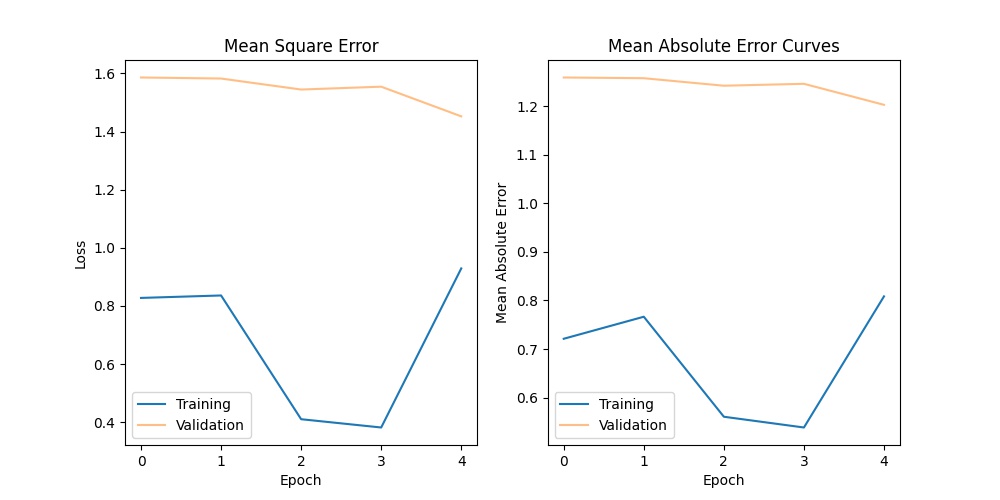 Mean Square Error
1.6
1.4
1.2
1.0
0.8
0.6
0.4
Loss
Training
Validation
0 1 2 3 4
Epoch
Mean Absolute Error Curves
1.2
1.1
1.0
0.9
0.8
0.7
0.6
Mean Absolute Error
Training
Validation
0 1 2 3 4
Epoch